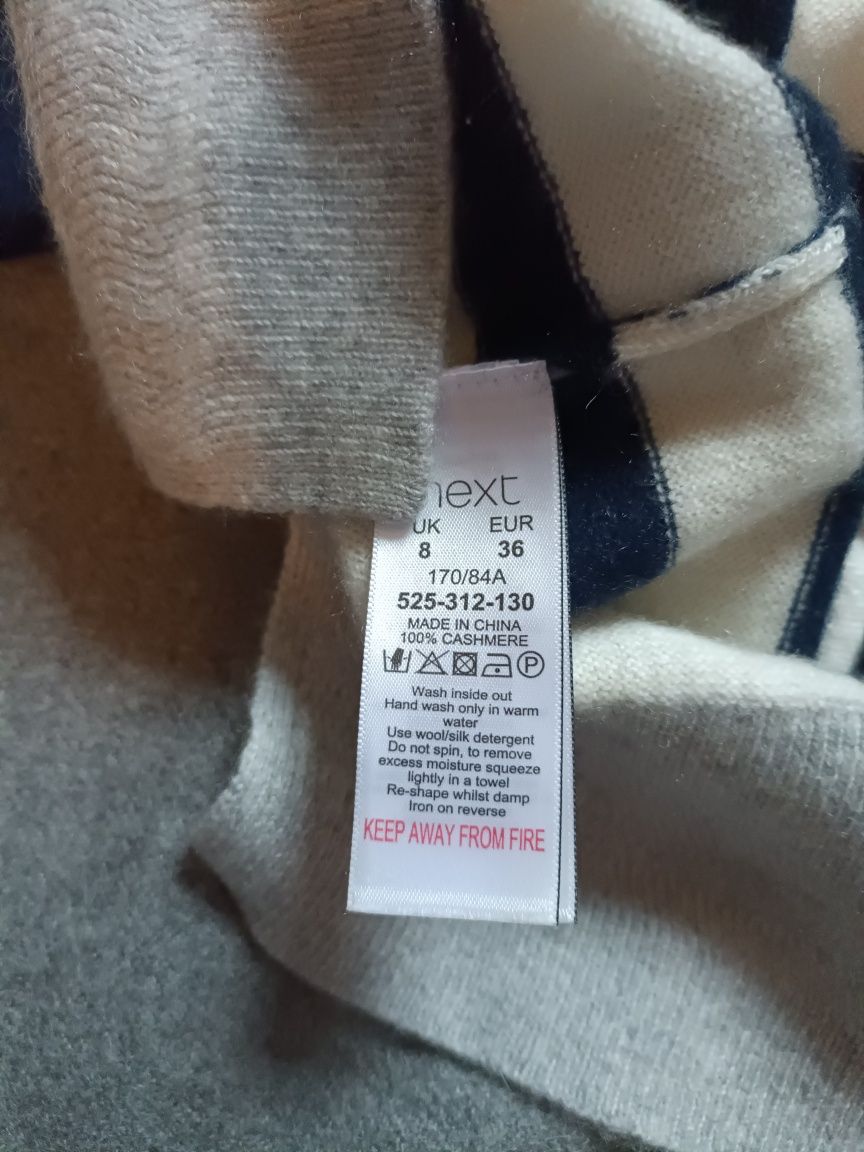 next
UK EUR
8 36
170/84A
525-312-130
MADE IN CHINA
100% CASHMERE
P
Wash inside out
Hand wash only in warm
water
Use wool/silk detergent
Do not spin, to remove
excess moisture squeeze
lightly in a towel
Re-shape whilst damp
Iron on reverse
KEEP AWAY FROM FIRE